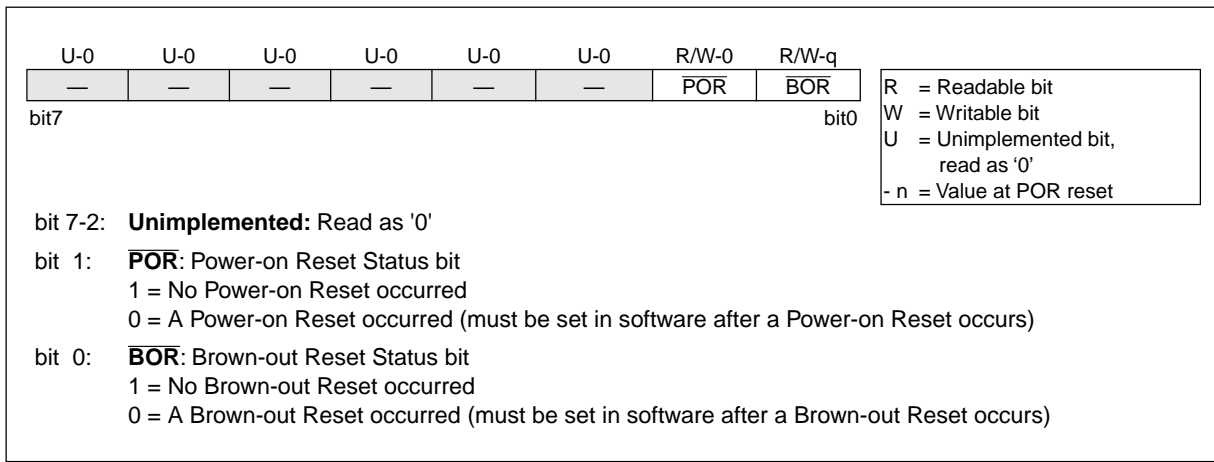 U-0 U-0 U-0 U-0 U-0 U-0 R/W-0 R/W-q
— — — — — — P̅O̅R̅ B̅O̅R̅
bit7 bit0
R = Readable bit
W = Writable bit
U = Unimplemented bit,
read as ‘0’
- n = Value at POR reset
bit 7-2: Unimplemented: Read as '0'
bit 1: P̅O̅R̅: Power-on Reset Status bit
1 = No Power-on Reset occurred
0 = A Power-on Reset occurred (must be set in software after a Power-on Reset occurs)
bit 0: B̅O̅R̅: Brown-out Reset Status bit
1 = No Brown-out Reset occurred
0 = A Brown-out Reset occurred (must be set in software after a Brown-out Reset occurs)